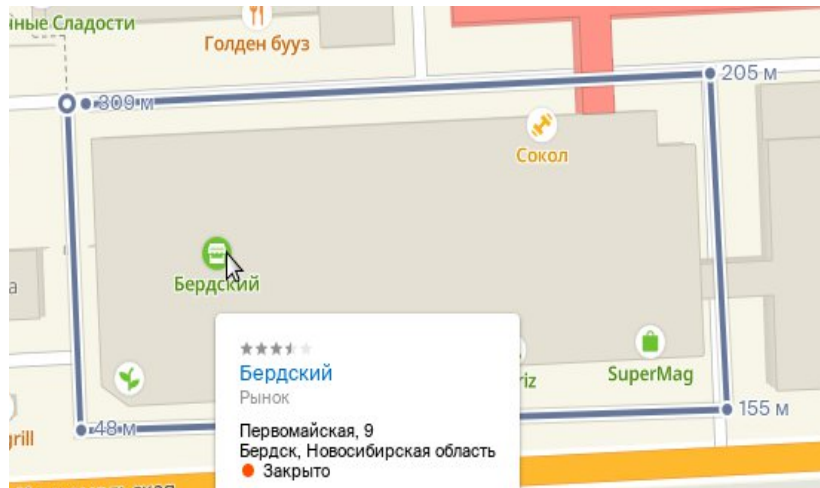 ные Сладости
Голден бууз
205 м
309 м
Сокол
Бердский
а
Бердский
Рынок
riz
SuperMag
Первомайская, 9
Бердск, Новосибирская область
Закрыто
48 м
155 м
grill